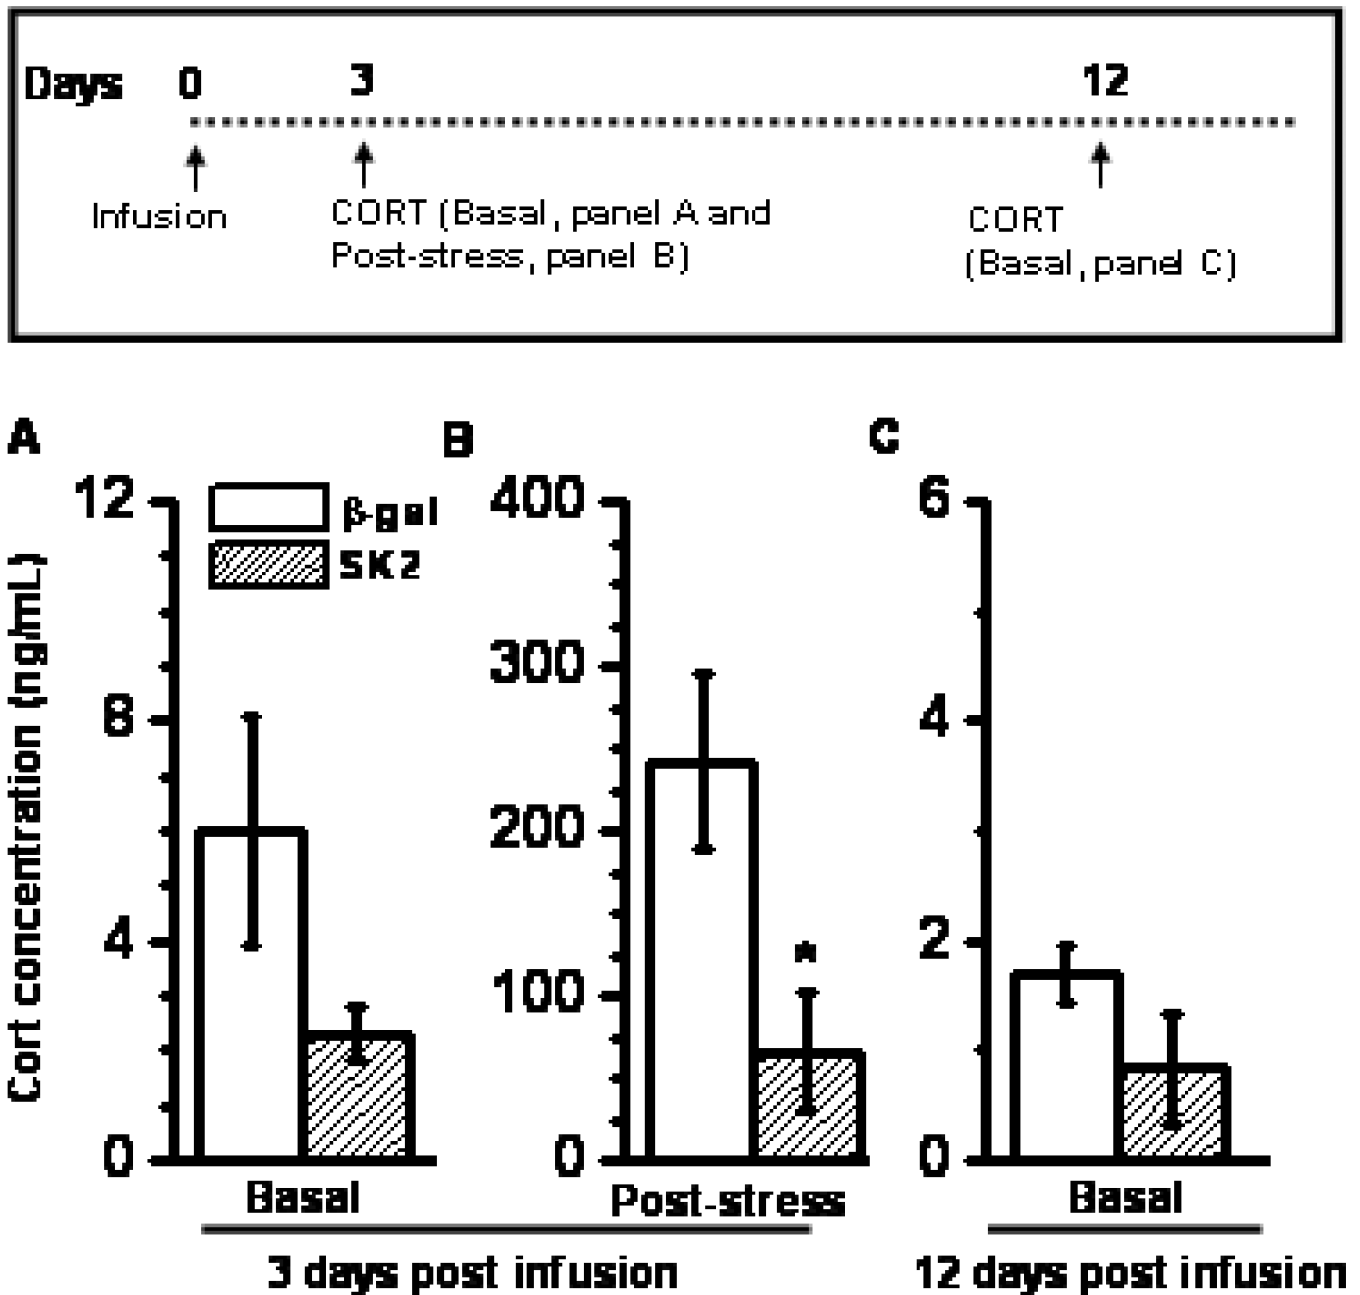 Days 0 3 12
Infusion
CORT (Basal, panel A and
Post-stress, panel B)
CORT
(Basal, panel C)
A B C
Cort concentration (ng/mL)
12
8
4
0
β-gal
SK2
400
300
200
100
0
6
4
2
0
*
Basal
Post-stress
Basal
3 days post infusion
12 days post infusion